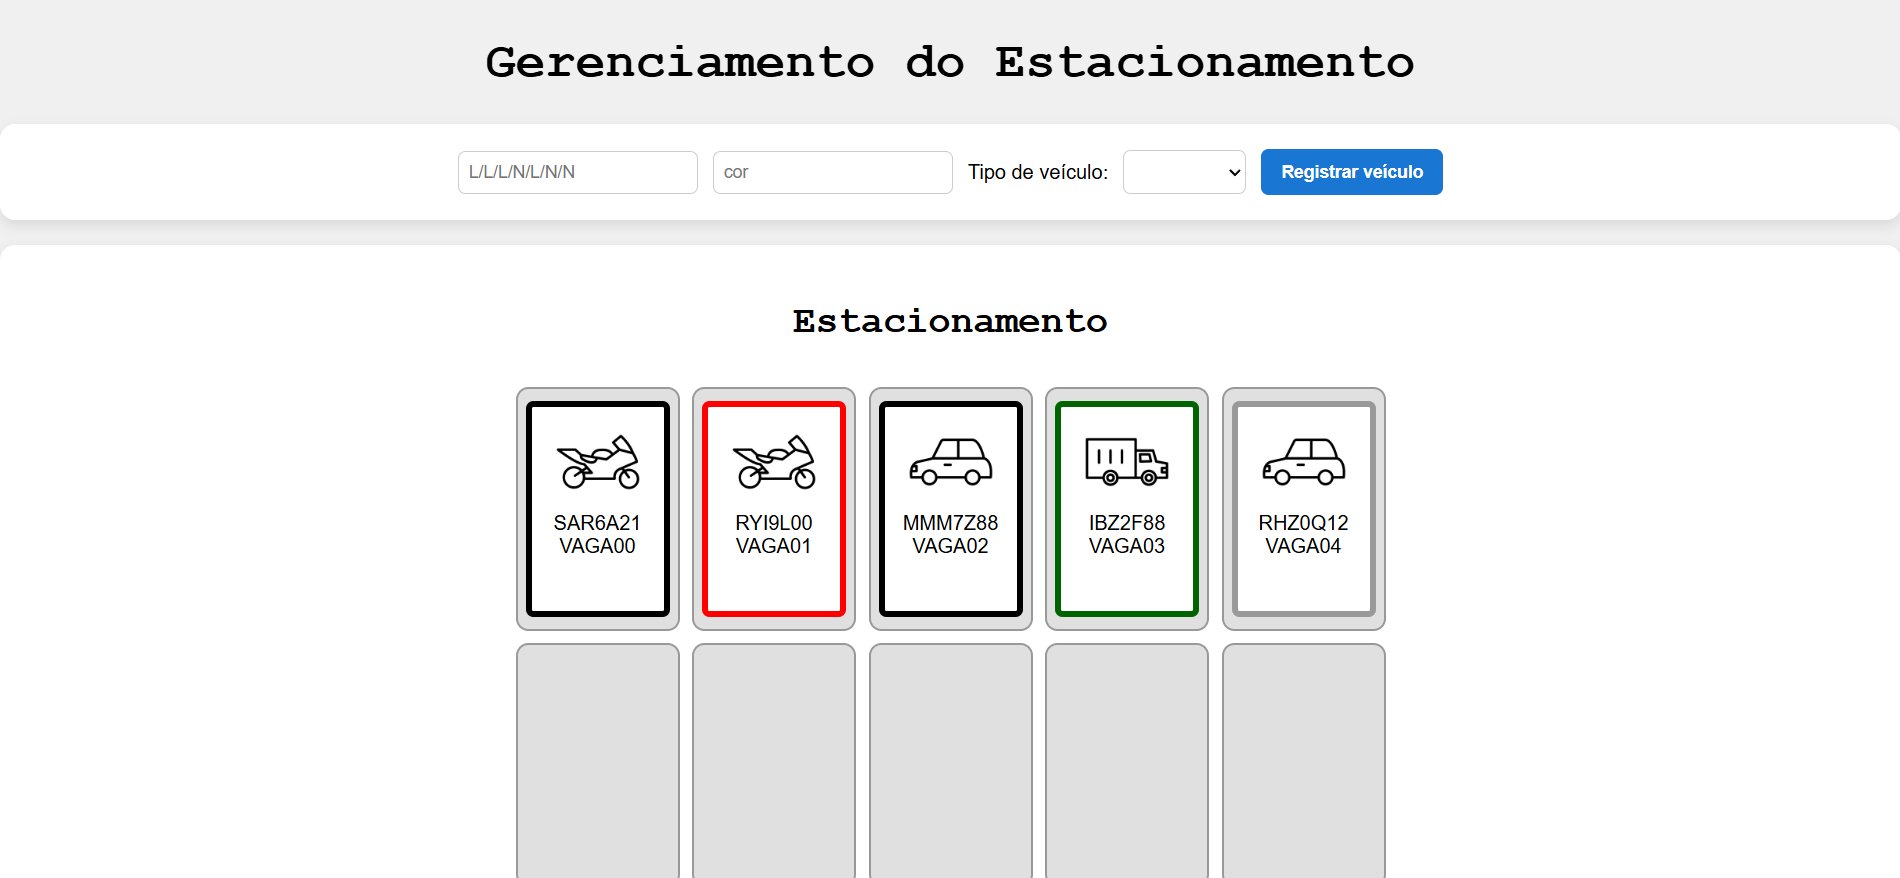 Gerenciamento do Estacionamento
L/L/L/N/L/N/N
cor
Tipo de veículo:
Registrar veículo
Estacionamento
SAR6A21
VAGA00
RYI9L00
VAGA01
MMM7Z88
VAGA02
IBZ2F88
VAGA03
RHZ0Q12
VAGA04